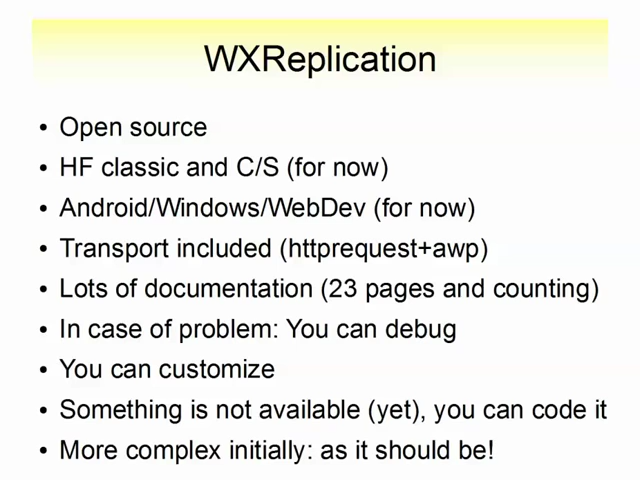 WXReplication
• Open source
• HF classic and C/S (for now)
• Android/Windows/WebDev (for now)
• Transport included (httprequest+awp)
• Lots of documentation (23 pages and counting)
• In case of problem: You can debug
• You can customize
• Something is not available (yet), you can code it
• More complex initially: as it should be!